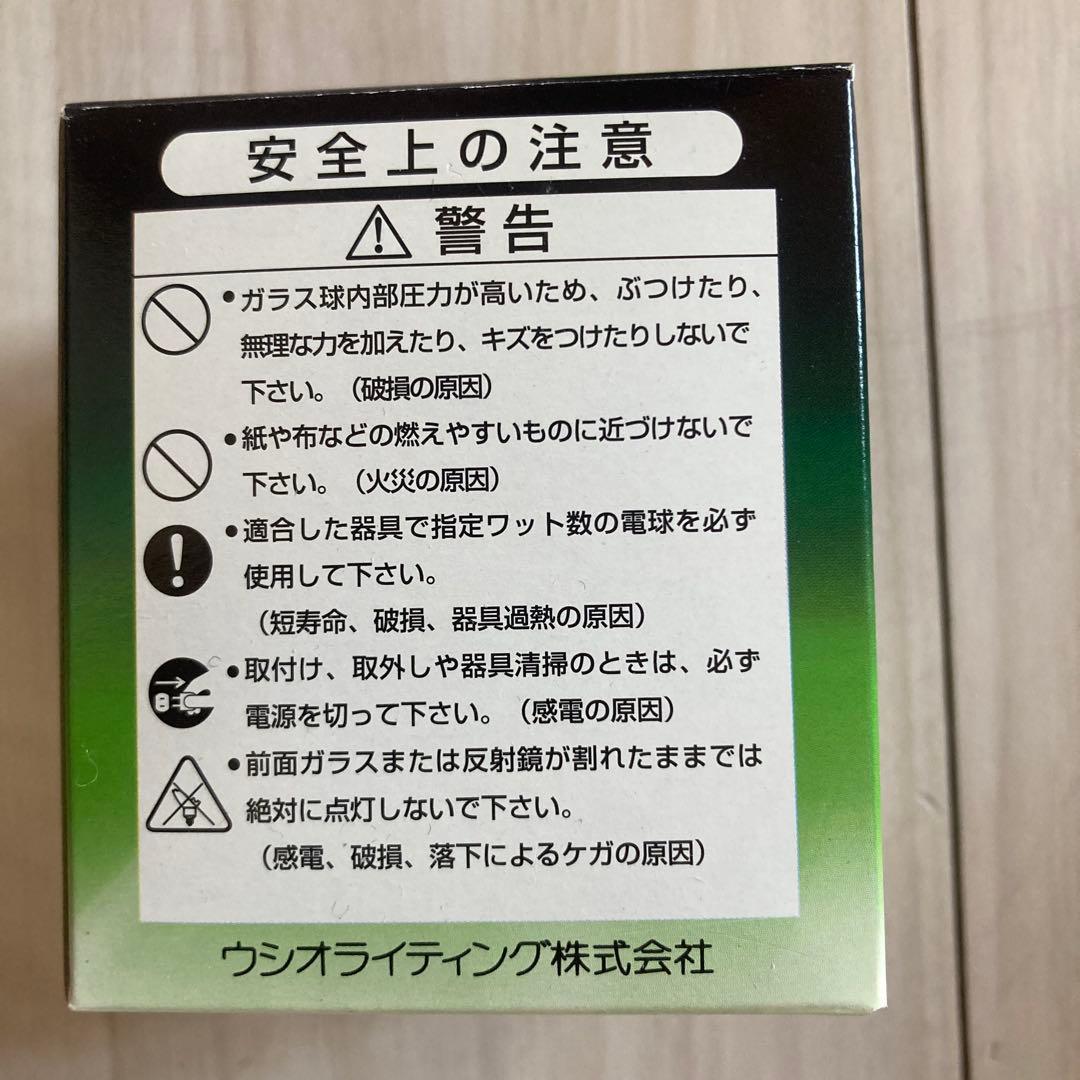 安全上の注意
警告
•ガラス球内部圧力が高いため、ぶつけたり、
無理な力を加えたり、キズをつけたりしないで
下さい。（破損の原因）
•紙や布などの燃えやすいものに近づけないで
下さい。（火災の原因）
•適合した器具で指定ワット数の電球を必ず
使用して下さい。
（短寿命、破損、器具過熱の原因）
•取付け、取外しや器具清掃のときは、必ず
電源を切って下さい。（感電の原因）
•前面ガラスまたは反射鏡が割れたままでは
絶対に点灯しないで下さい。
（感電、破損、落下によるケガの原因）
ウシオライティング株式会社